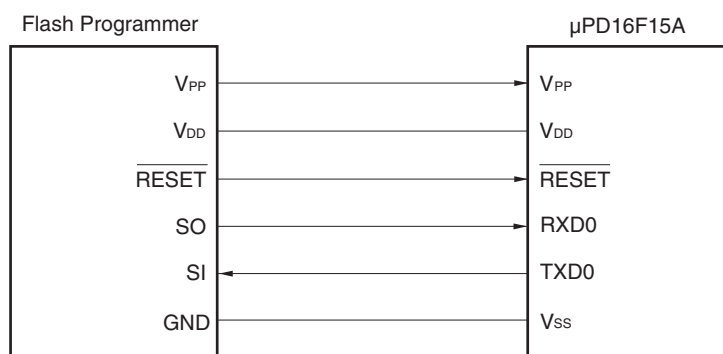 Flash Programmer µPD16F15A
VPP VPP
VDD VDD
RESET RESET
SO RXD0
SI TXD0
GND VSS